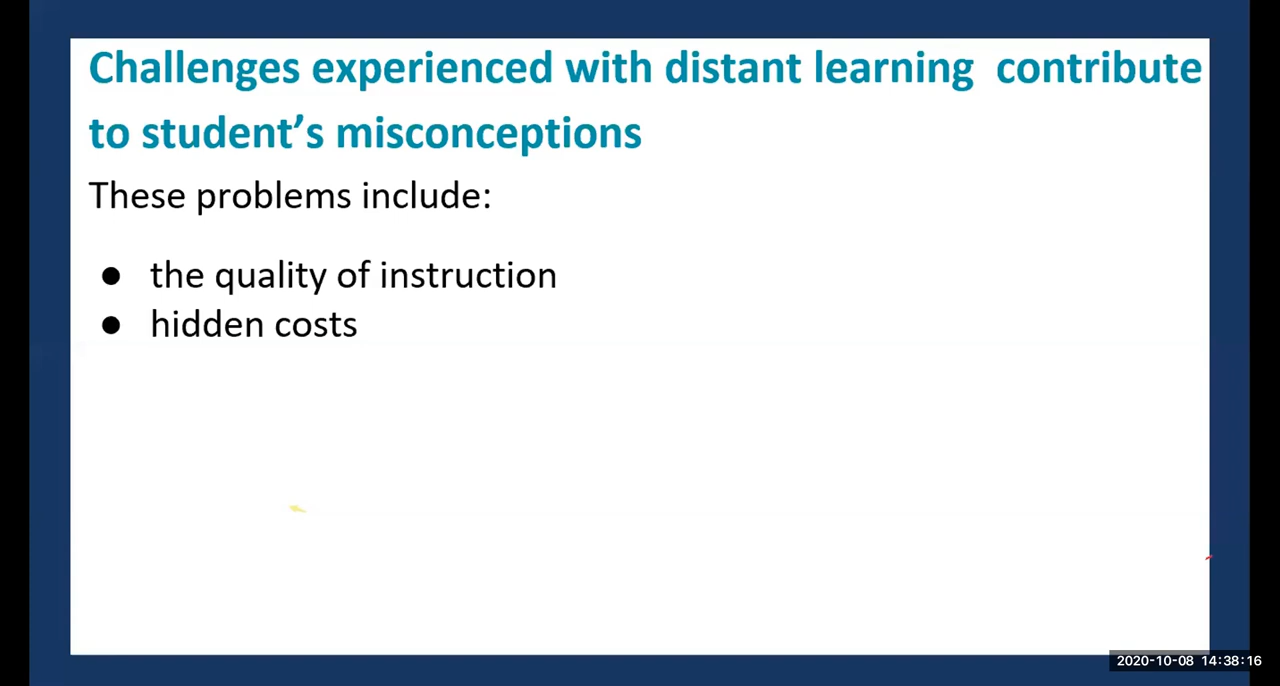 Challenges experienced with distant learning  contribute
to student’s misconceptions
These problems include:
● the quality of instruction
● hidden costs
2020-10-08 14:38:16